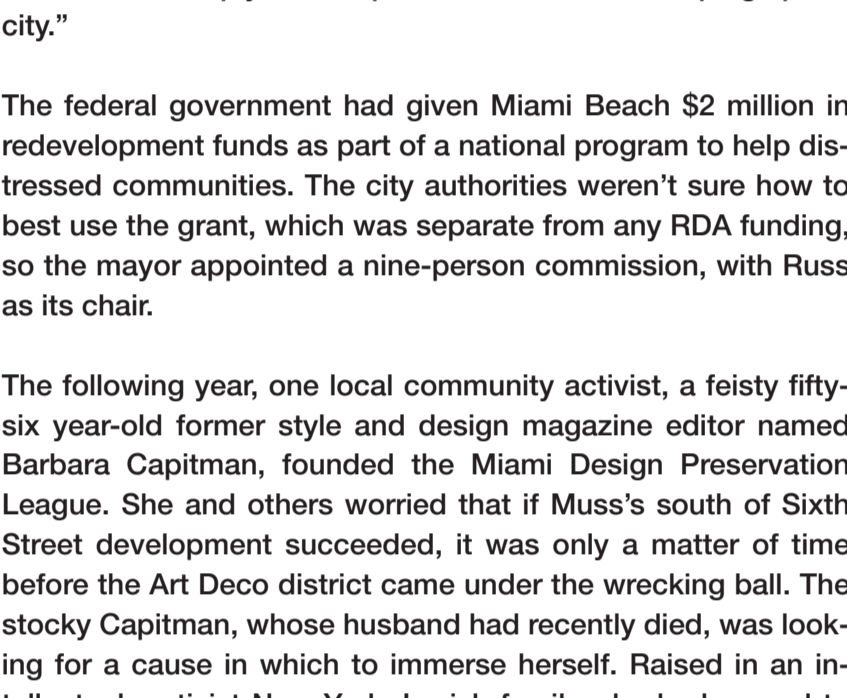 city.”
The federal government had given Miami Beach $2 million in
redevelopment funds as part of a national program to help dis-
tressed communities. The city authorities weren’t sure how to
best use the grant, which was separate from any RDA funding,
so the mayor appointed a nine-person commission, with Russ
as its chair.
The following year, one local community activist, a feisty fifty-
six year-old former style and design magazine editor named
Barbara Capitman, founded the Miami Design Preservation
League. She and others worried that if Muss’s south of Sixth
Street development succeeded, it was only a matter of time
before the Art Deco district came under the wrecking ball. The
stocky Capitman, whose husband had recently died, was look-
ing for a cause in which to immerse herself. Raised in an in-